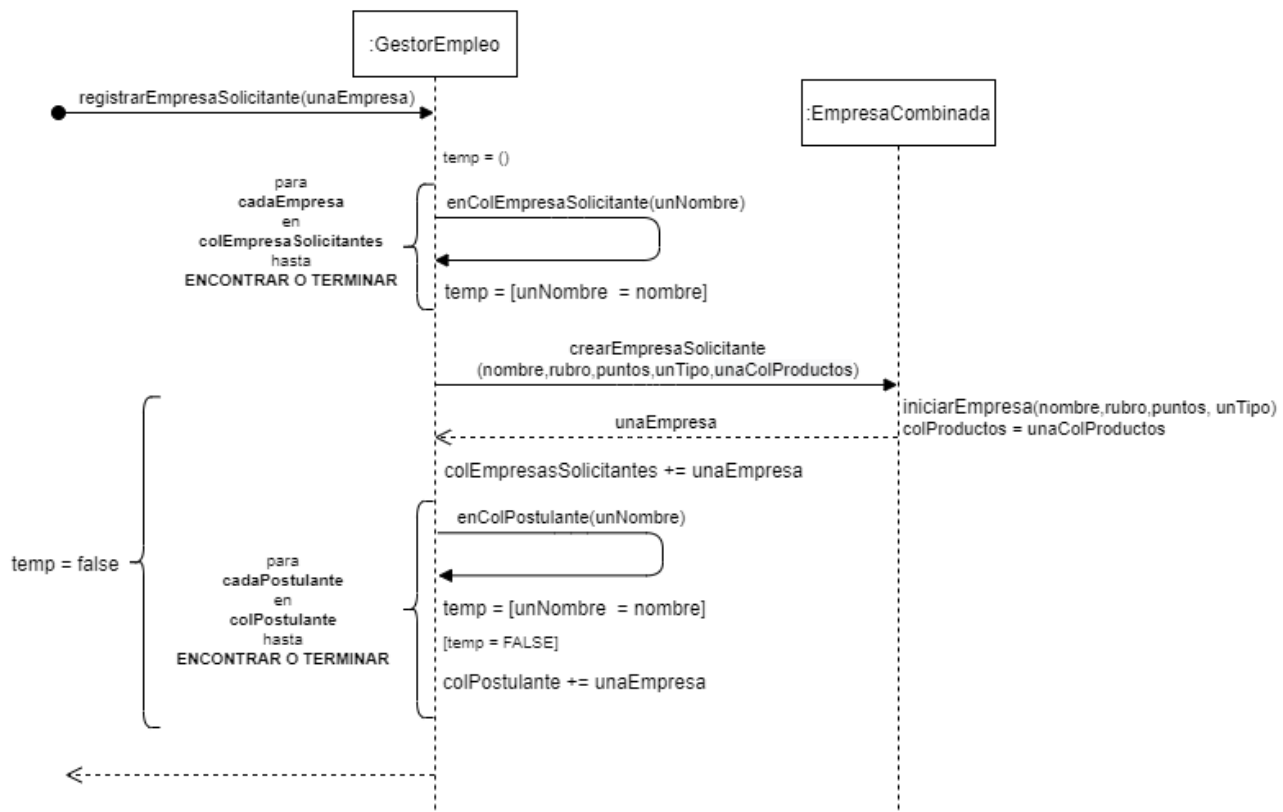 :GestorEmpleo
registrarEmpresaSolicitante(unaEmpresa)
:EmpresaCombinada
temp = ()
para
cadaEmpresa
en
colEmpresaSolicitantes
hasta
ENCONTRAR O TERMINAR
enColEmpresaSolicitante(unNombre)
temp = [unNombre = nombre]
crearEmpresaSolicitante
(nombre,rubro,puntos,unTipo,unaColProductos)
iniciarEmpresa(nombre,rubro,puntos, unTipo)
colProductos = unaColProductos
unaEmpresa
colEmpresasSolicitantes += unaEmpresa
temp = false
para
cadaPostulante
en
colPostulante
hasta
ENCONTRAR O TERMINAR
enColPostulante(unNombre)
temp = [unNombre = nombre]
[temp = FALSE]
colPostulante += unaEmpresa